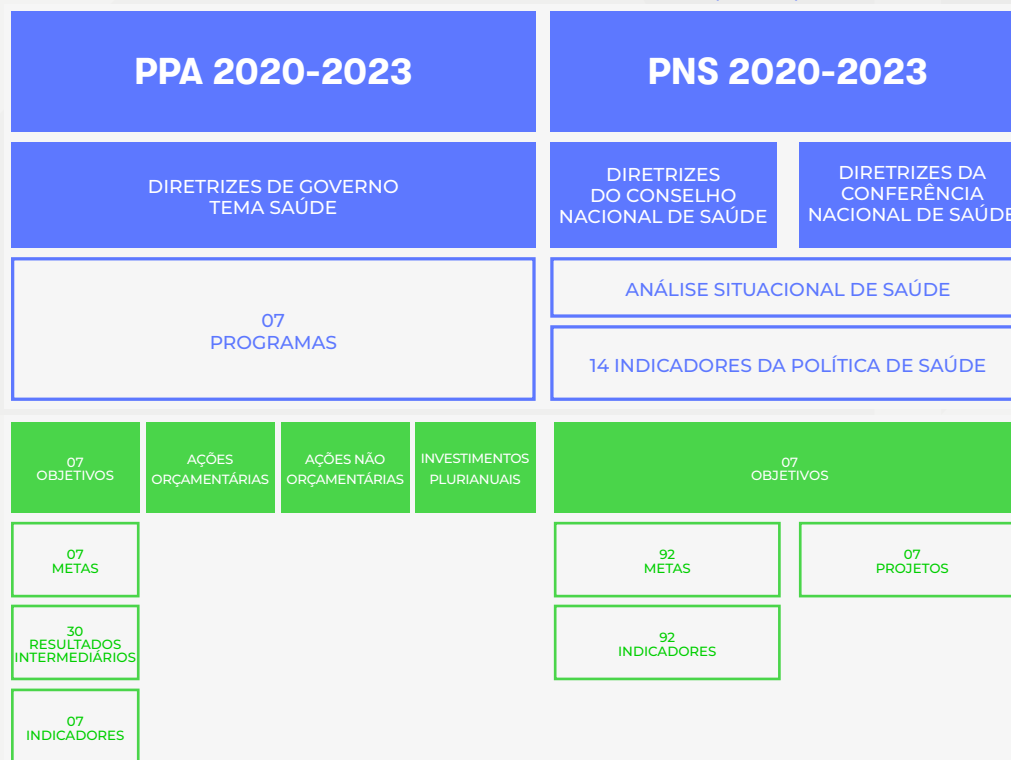 PPA 2020-2023
PNS 2020-2023
DIRETRIZES DE GOVERNO
TEMA SAÚDE
DIRETRIZES
DO CONSELHO
NACIONAL DE SAÚDE
DIRETRIZES DA
CONFERÊNCIA
NACIONAL DE SAÚDE
07
PROGRAMAS
ANÁLISE SITUACIONAL DE SAÚDE
14 INDICADORES DA POLÍTICA DE SAÚDE
07
OBJETIVOS
AÇÕES
ORÇAMENTÁRIAS
AÇÕES NÃO
ORÇAMENTÁRIAS
INVESTIMENTOS
PLURIANUAIS
07
OBJETIVOS
07
METAS
92
METAS
07
PROJETOS
30
RESULTADOS
INTERMEDIÁRIOS
92
INDICADORES
07
INDICADORES